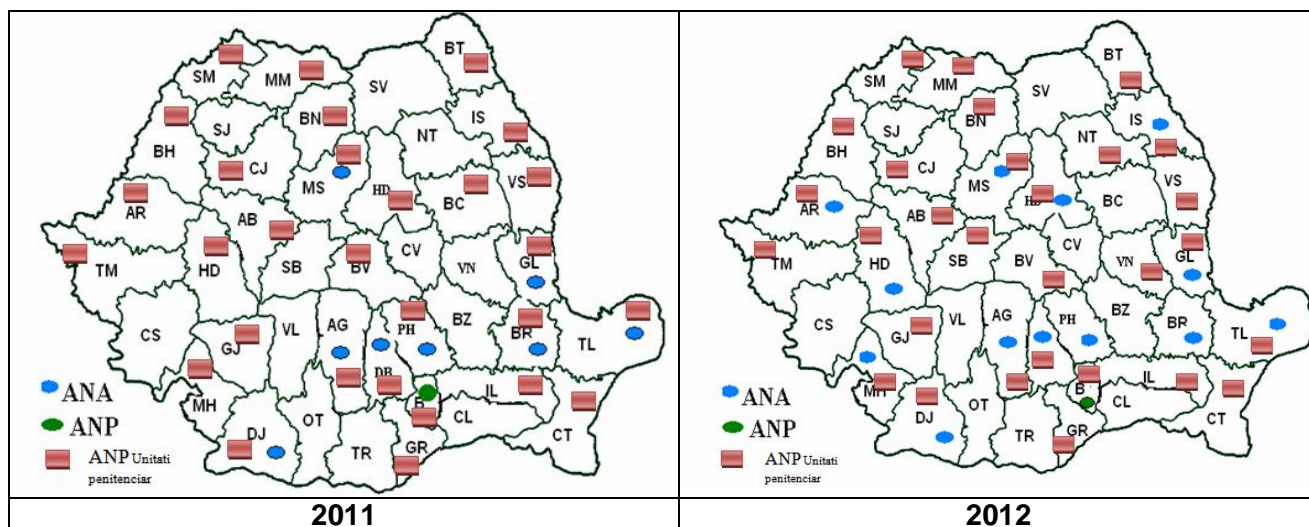 BT
SM
MM
SV
BN
IS
SJ
NT
BH
CJ
MS
HD
VS
BC
AR
AB
CV
GL
TM
HD
SB
BV
VN
CS
GJ
VL
AG
PH
BZ
BR
TL
DB
IL
B
MH
OT
CL
CT
DJ
TR
GR
ANA
ANP
ANP Unitati
penitenciar
2011
BT
SM
MM
SV
BN
IS
SJ
NT
BH
CJ
MS
VS
HD
BC
AR
AB
CV
GL
TM
HD
SB
BV
VN
CS
GJ
VL
AG
PH
BZ
BR
TL
IL
B
MH
OT
CL
CT
DJ
TR
GR
ANA
ANP
ANP Unitati
penitenciar
2012